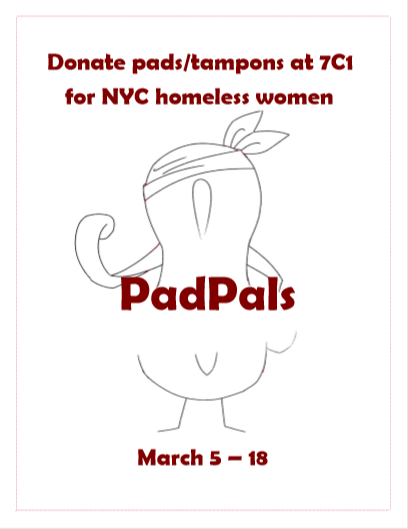 Donate pads/tampons at 7C1
for NYC homeless women
PadPals
March 5 – 18